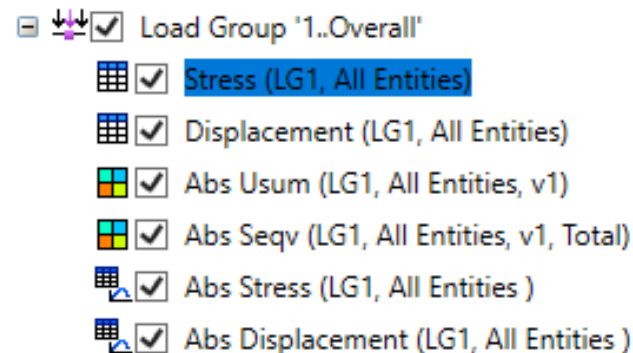 Load Group '1..Overall'
Stress (LG1, All Entities)
Displacement (LG1, All Entities)
Abs Usum (LG1, All Entities, v1)
Abs Seqv (LG1, All Entities, v1, Total)
Abs Stress (LG1, All Entities )
Abs Displacement (LG1, All Entities )